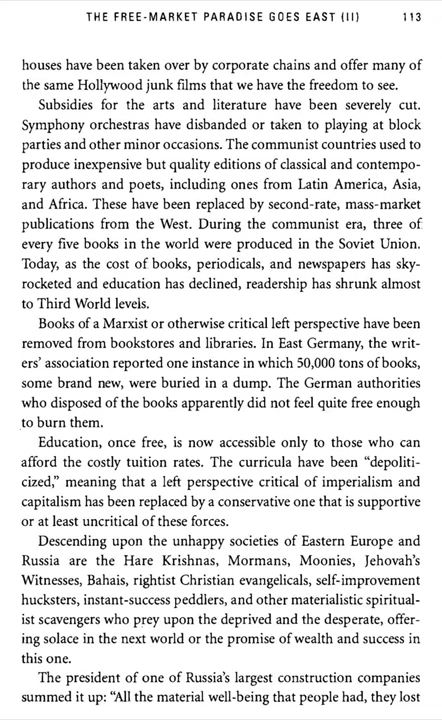 THE FREE-MARKET PARADISE GOES EAST (II) 113
houses have been taken over by corporate chains and offer many of
the same Hollywood junk films that we have the freedom to see.
Subsidies for the arts and literature have been severely cut.
Symphony orchestras have disbanded or taken to playing at block
parties and other minor occasions. The communist countries used to
produce inexpensive but quality editions of classical and contempo-
rary authors and poets, including ones from Latin America, Asia,
and Africa. These have been replaced by second-rate, mass-market
publications from the West. During the communist era, three of
every five books in the world were produced in the Soviet Union.
Today, as the cost of books, periodicals, and newspapers has sky-
rocketed and education has declined, readership has shrunk almost
to Third World levels.
Books of a Marxist or otherwise critical left perspective have been
removed from bookstores and libraries. In East Germany, the writ-
ers' association reported one instance in which 50,000 tons of books,
some brand new, were buried in a dump. The German authorities
who disposed of the books apparently did not feel quite free enough
to burn them.
Education, once free, is now accessible only to those who can
afford the costly tuition rates. The curricula have been “depoliti-
cized,” meaning that a left perspective critical of imperialism and
capitalism has been replaced by a conservative one that is supportive
or at least uncritical of these forces.
Descending upon the unhappy societies of Eastern Europe and
Russia are the Hare Krishnas, Mormons, Moonies, Jehovah's
Witnesses, Bahais, rightist Christian evangelicals, self-improvement
hucksters, instant-success peddlers, and other materialistic spiritual-
ist scavengers who prey upon the deprived and the desperate, offer-
ing solace in the next world or the promise of wealth and success in
this one.
The president of one of Russia's largest construction companies
summed it up: “All the material well-being that people had, they lost